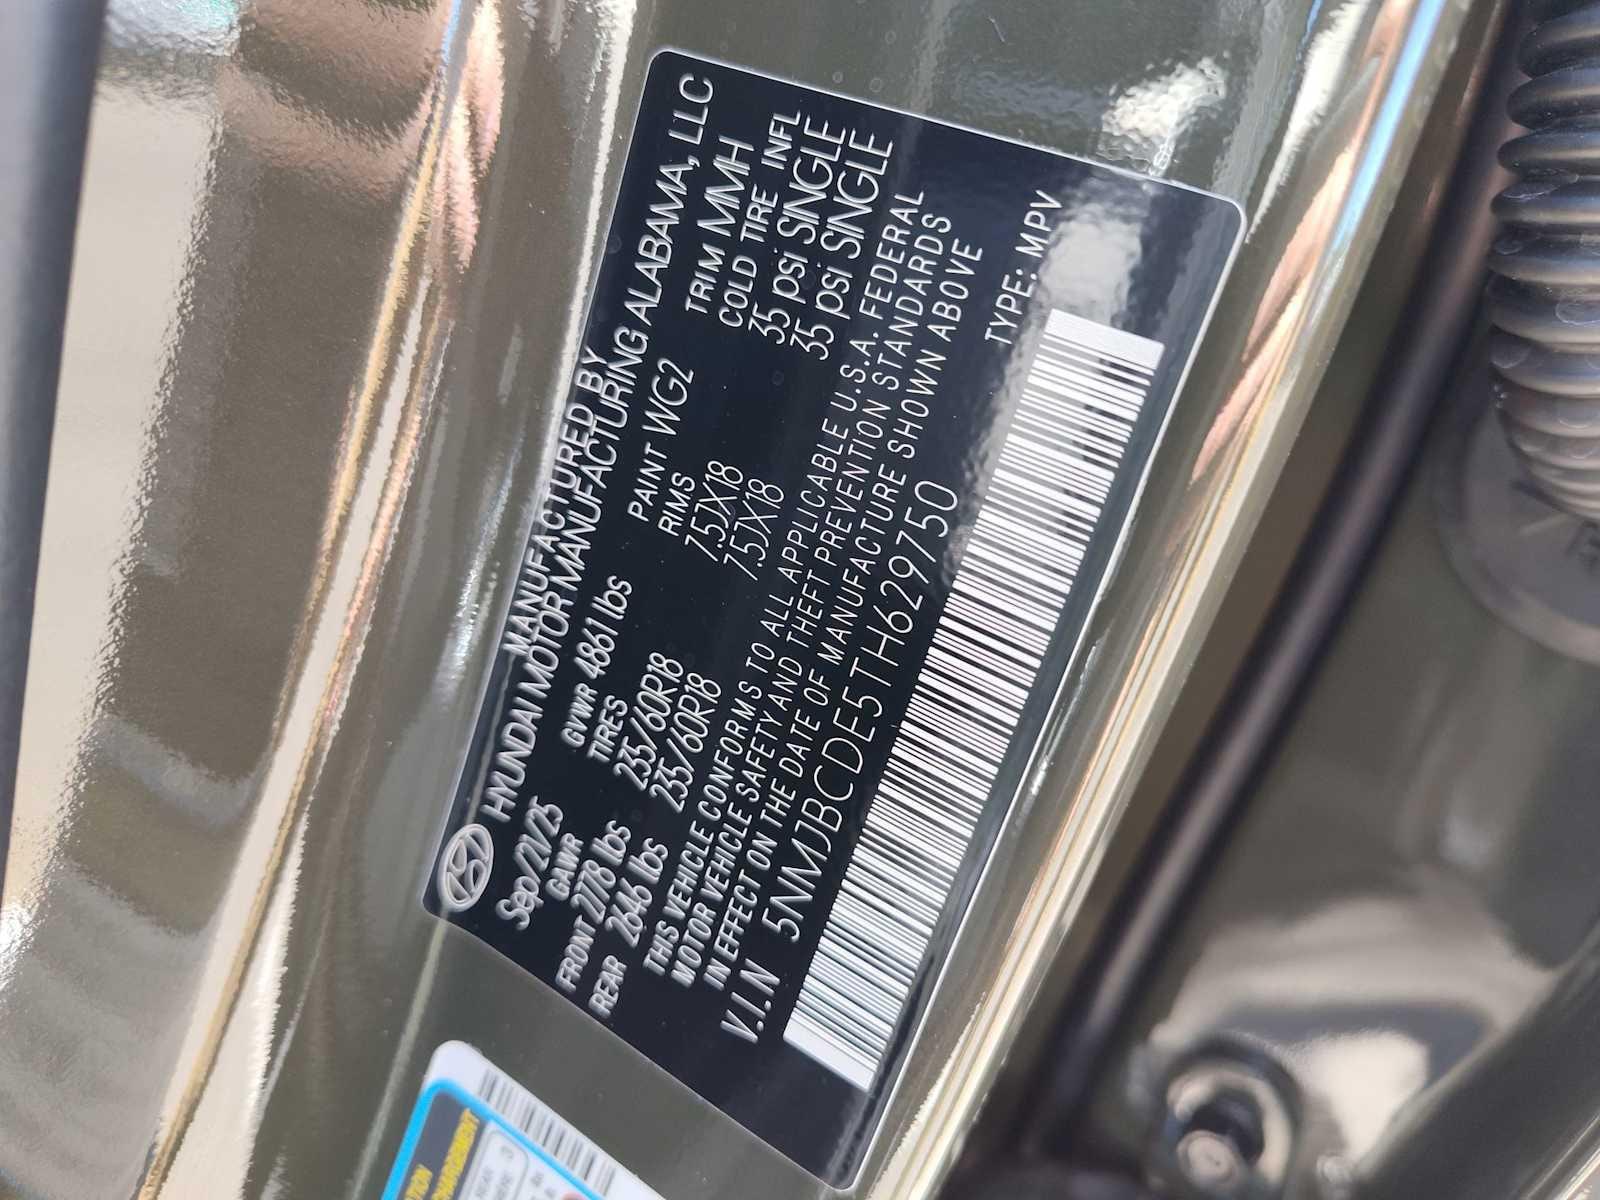 MANUFACTURED BY
HYUNDAI MOTOR MANUFACTURING ALABAMA, LLC
Sep/21/25 GVWR 4861 lbs PAINT WG2 TRIM MMH
GAWR TIRES RIMS COLD TIRE INFL
FRONT 2778 lbs 235/60R18 7.5JX18 35 psi SINGLE
REAR 2646 lbs 235/60R18 7.5JX18 35 psi SINGLE
THIS VEHICLE CONFORMS TO ALL APPLICABLE U.S.A. FEDERAL
MOTOR VEHICLE SAFETY AND THEFT PREVENTION STANDARDS
IN EFFECT ON THE DATE OF MANUFACTURE SHOWN ABOVE
V.I.N 5NMJBCDE5TH629750 TYPE: MPV